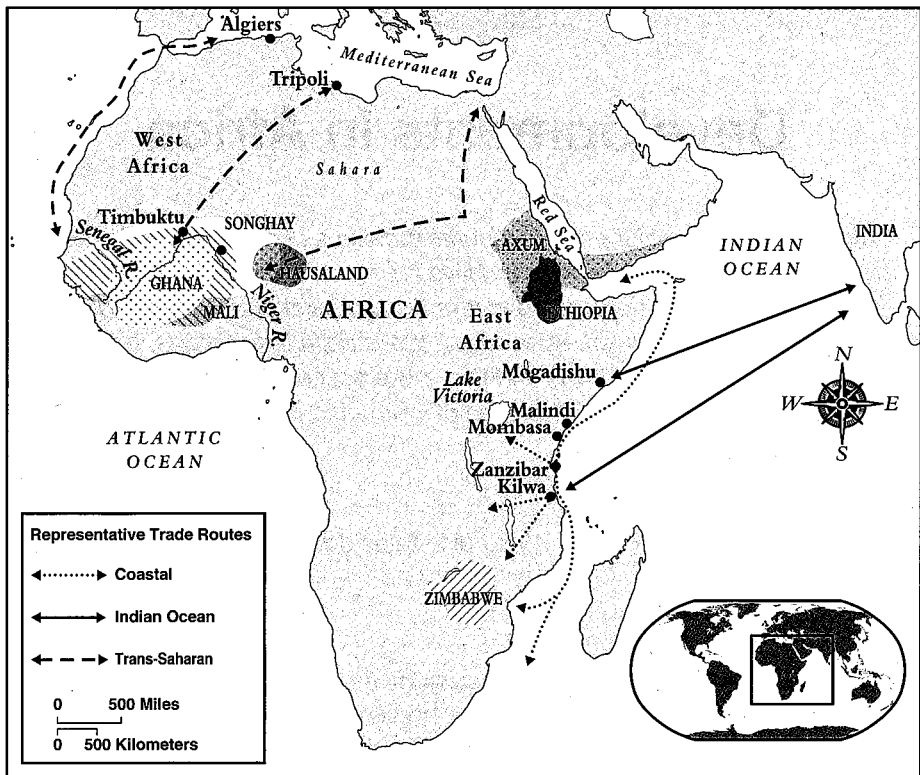 Algiers
Mediterranean Sea
Tripoli
West
Africa
Sahara
Timbuktu
SONGHAY
Senegal R.
GHANA
HAUSALAND
MALI
Niger R.
AFRICA
Red Sea
AXUM
ETHIOPIA
INDIAN
OCEAN
INDIA
East
Africa
Lake
Victoria
Mogadishu
Malindi
Mombasa
Zanzibar
Kilwa
N
W
E
S
ATLANTIC
OCEAN
ZIMBABWE
Representative Trade Routes
Coastal
Indian Ocean
Trans-Saharan
0 500 Miles
0 500 Kilometers